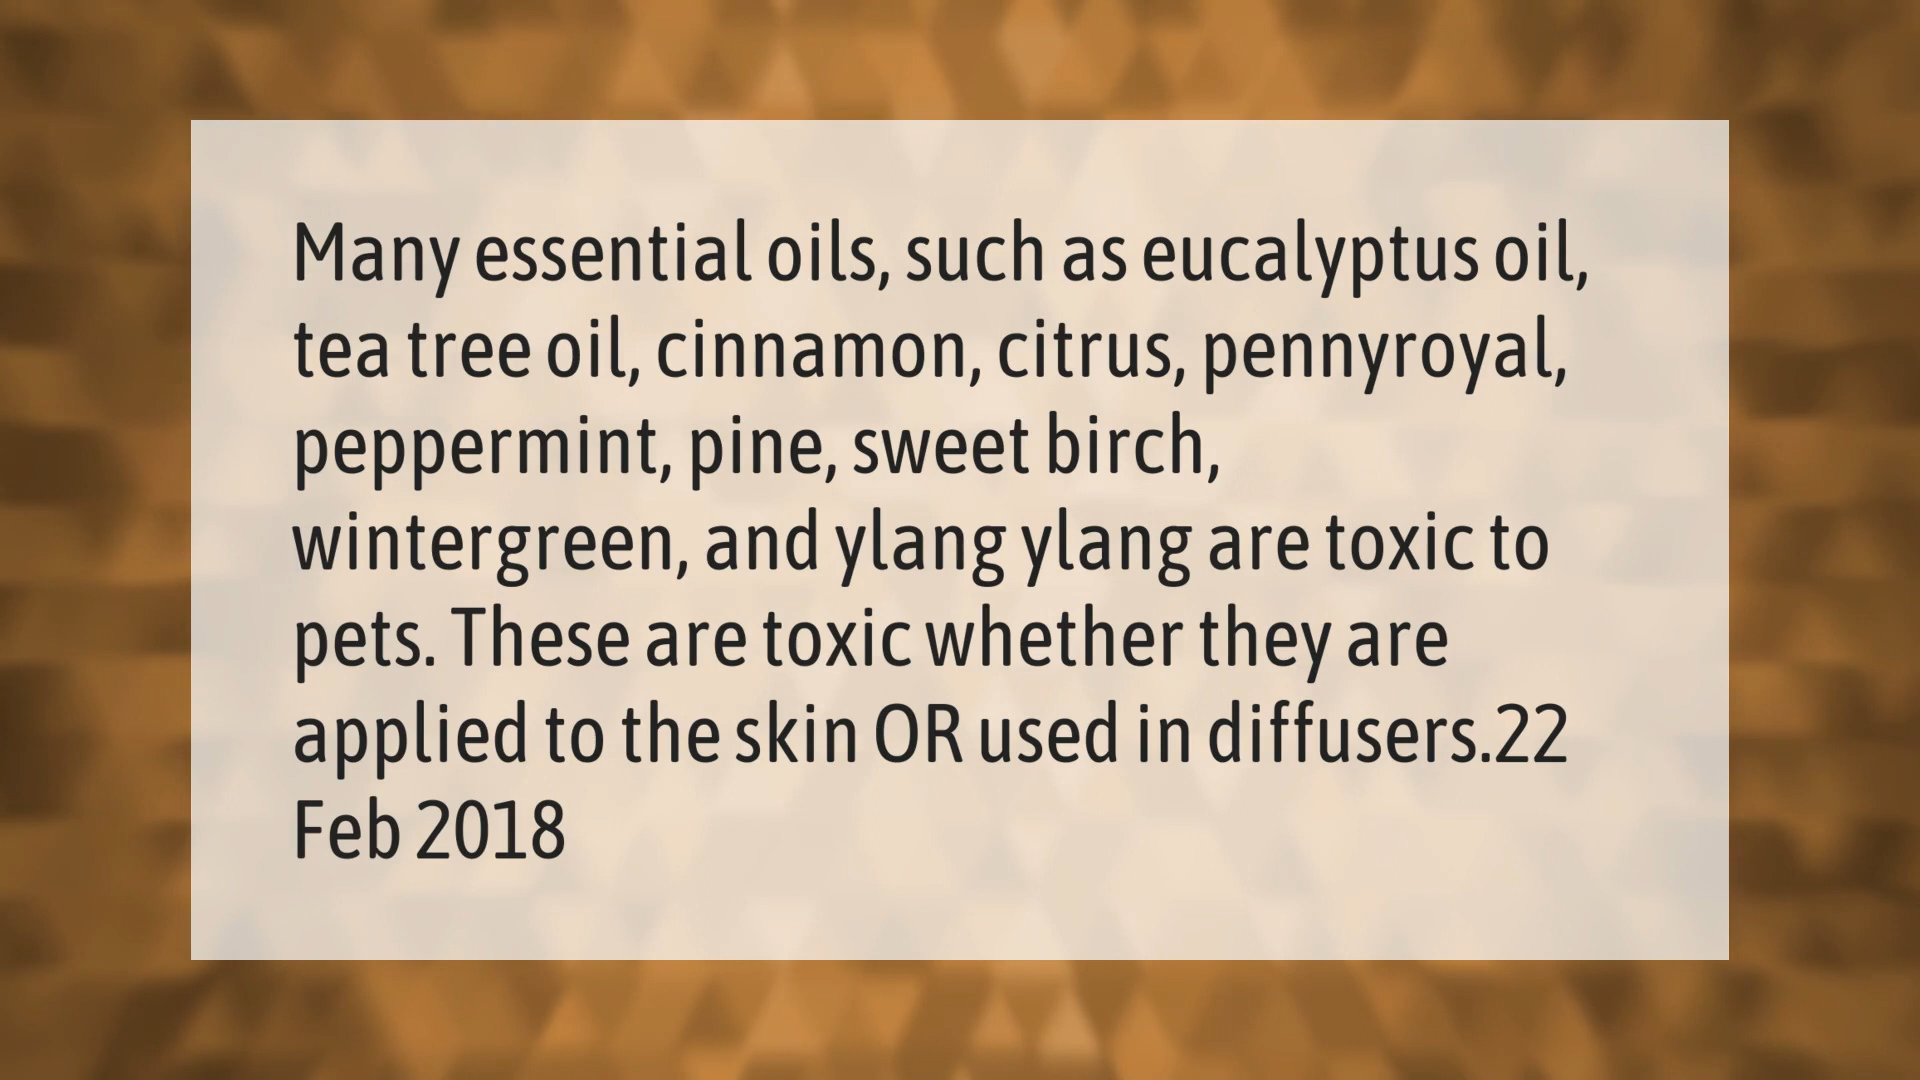 Many essential oils, such as eucalyptus oil,
tea tree oil, cinnamon, citrus, pennyroyal,
peppermint, pine, sweet birch,
wintergreen, and ylang ylang are toxic to
pets. These are toxic whether they are
applied to the skin OR used in diffusers.22
Feb 2018